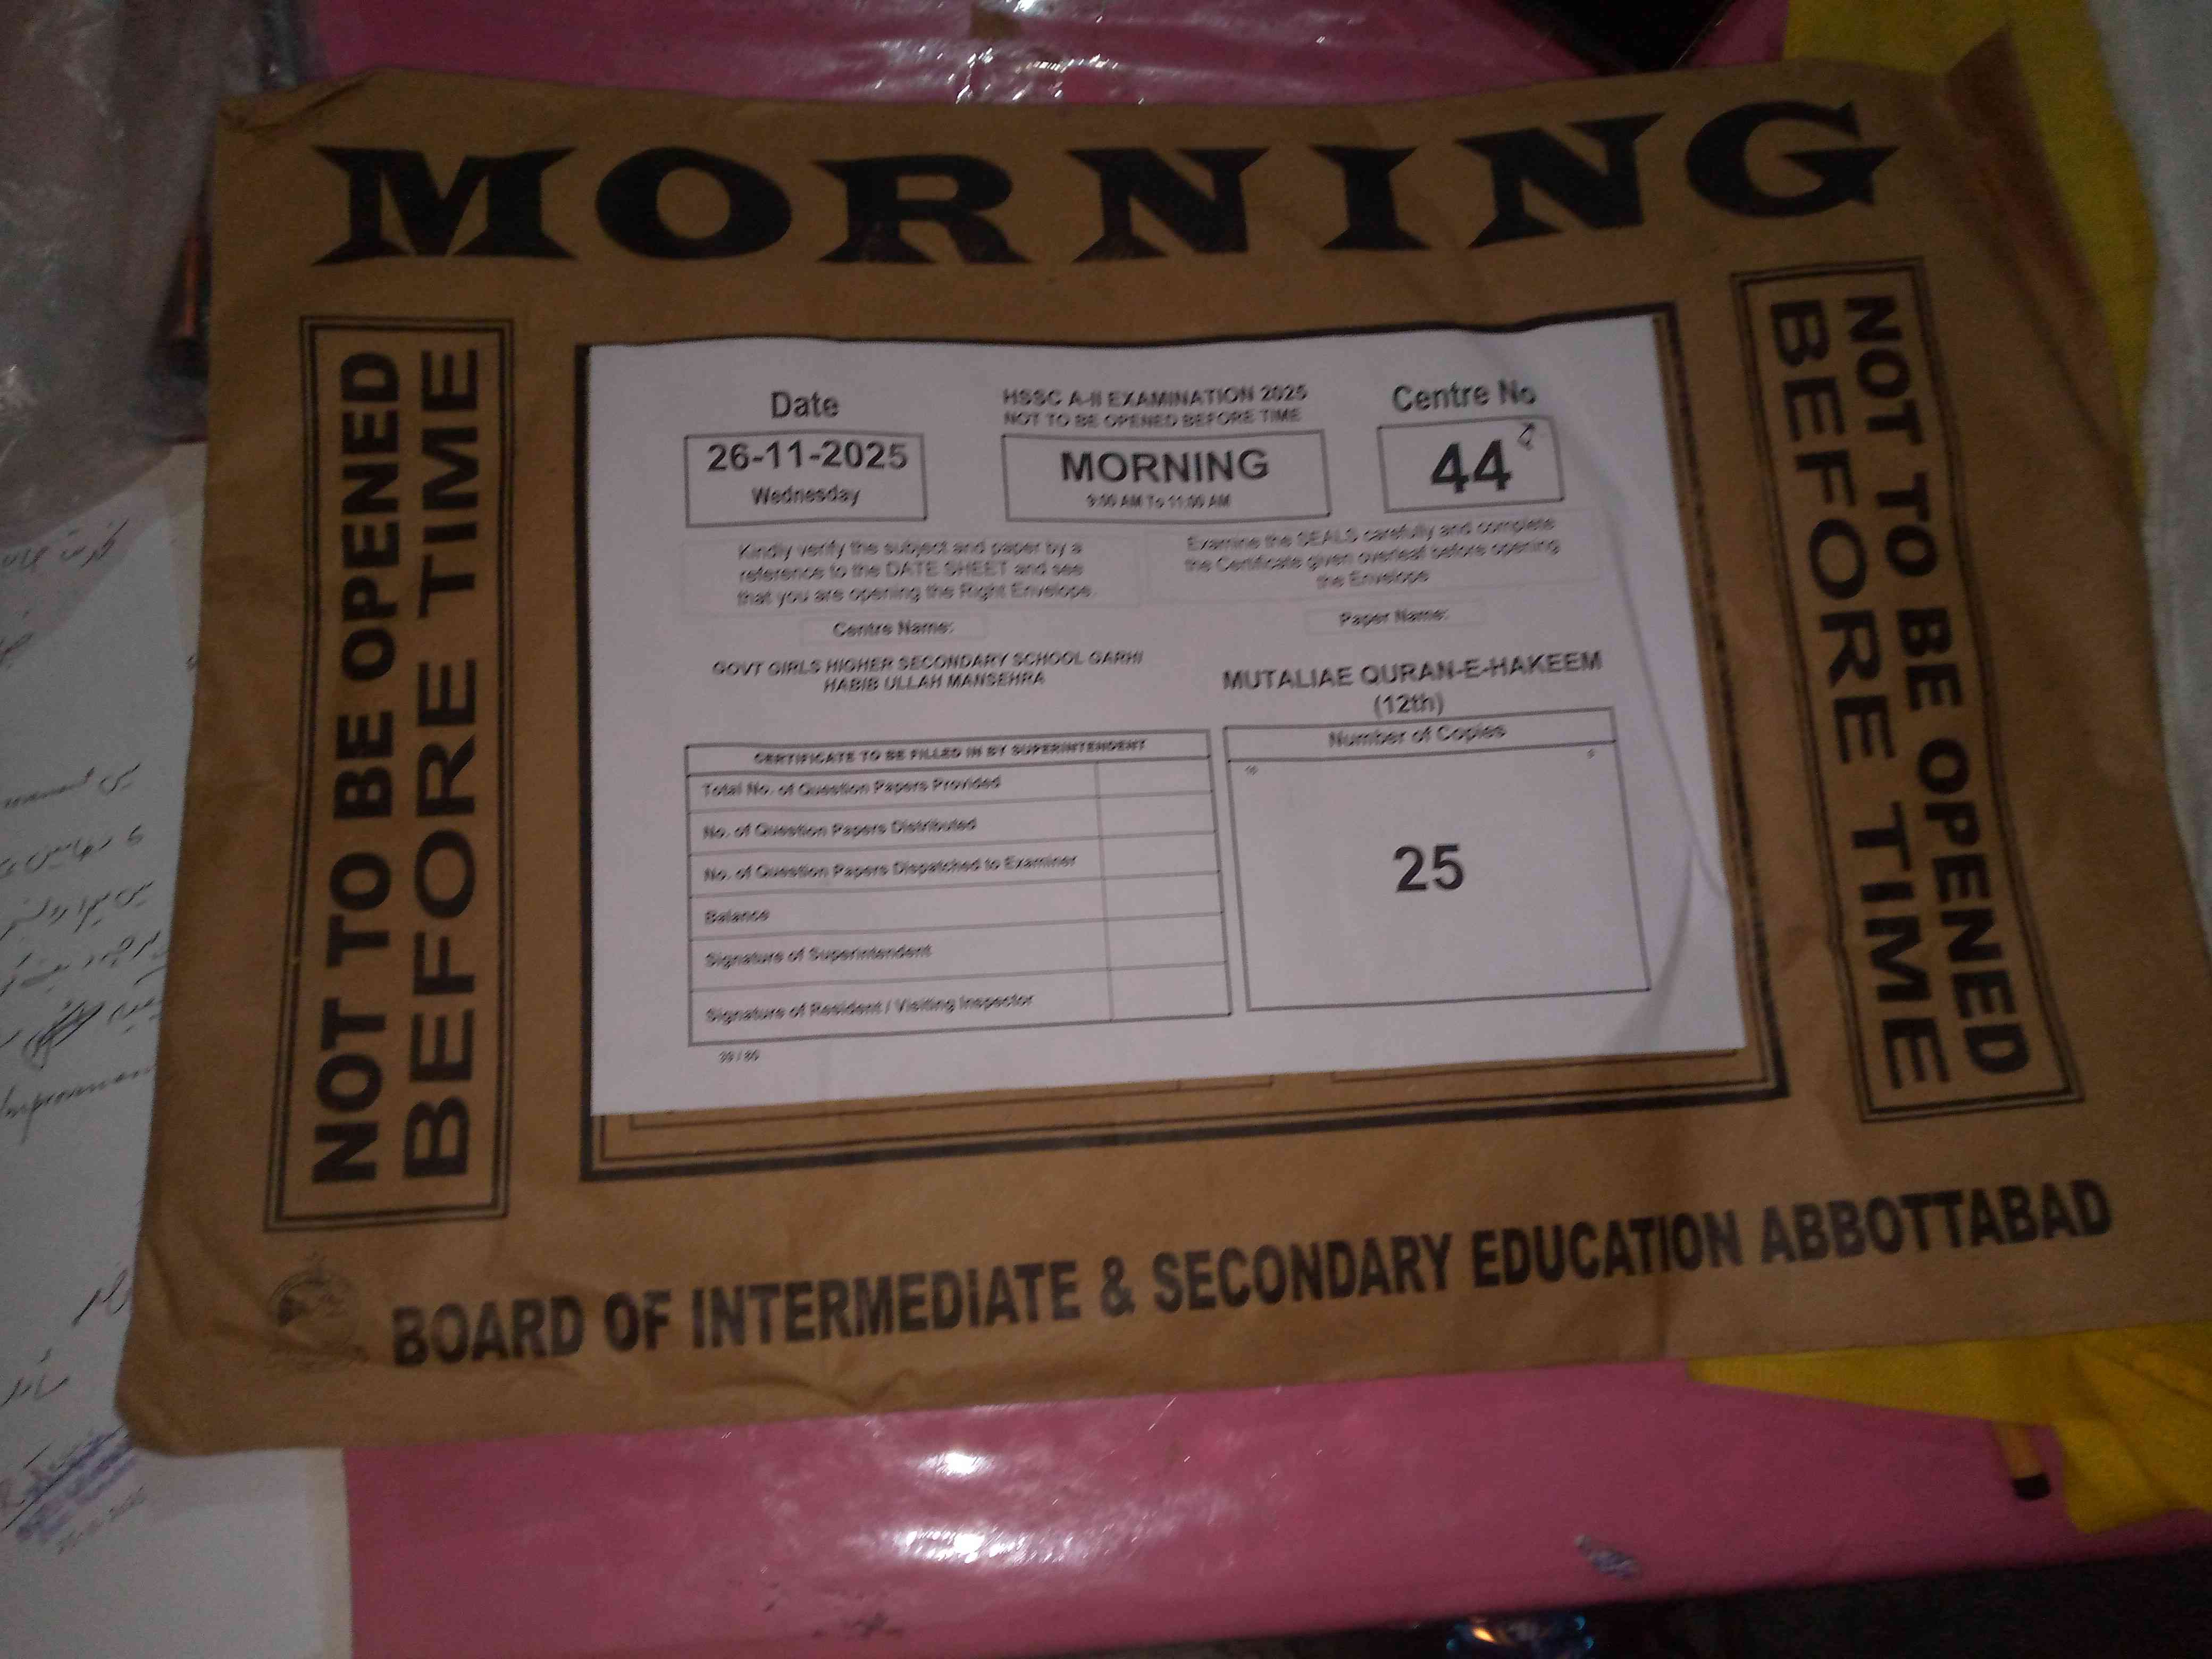 MORNING
NOT TO BE OPENED
BEFORE TIME
Date
26-11-2025
Wednesday
HSSC A-II EXAMINATION 2025
NOT TO BE OPENED BEFORE TIME
MORNING
9:00 AM To 11:00 AM
Centre No
44
Kindly verify the subject and paper by a
reference to the DATE SHEET and see
that you are opening the Right Envelope.
Examine the SEALS carefully and complete
the Certificate given overleaf before opening
the Envelope
Centre Name:
GOVT GIRLS HIGHER SECONDARY SCHOOL GARHI
HABIB ULLAH MANSEHRA
Paper Name:
MUTALIAE QURAN-E-HAKEEM
(12th)
CERTIFICATE TO BE FILLED IN BY SUPERINTENDENT
Total No. of Question Papers Provided
No. of Question Papers Distributed
No. of Question Papers Dispatched to Examiner
Balance
Signature of Superintendent
Signature of Resident / Visiting Inspector
Number of Copies
25
39 / 80
NOT TO BE OPENED
BEFORE TIME
BOARD OF INTERMEDIATE & SECONDARY EDUCATION ABBOTTABAD